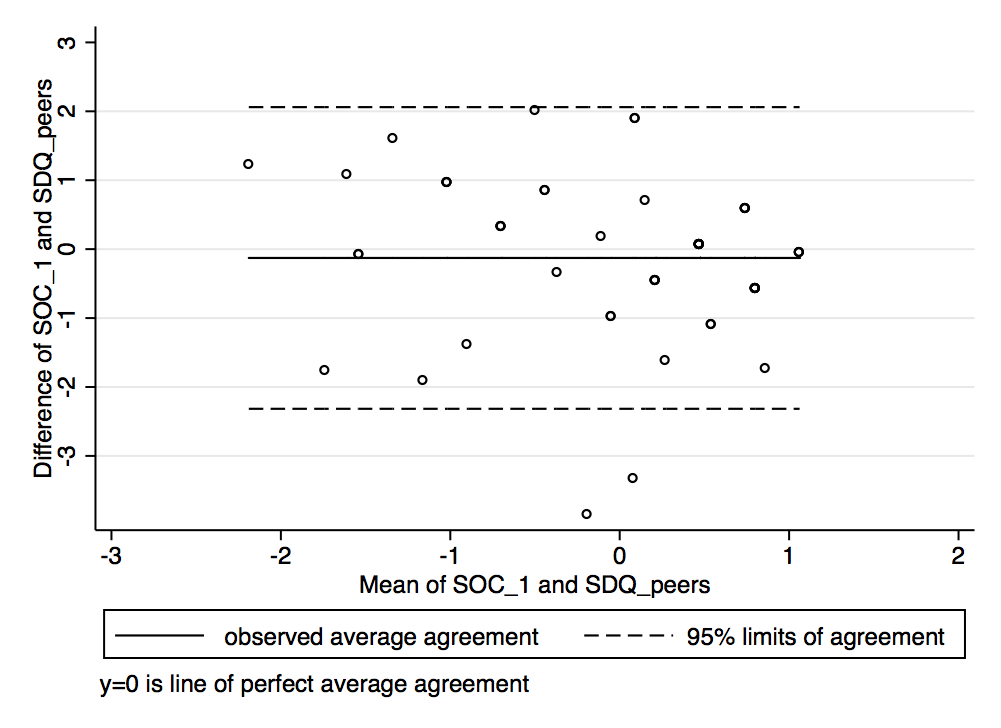 Difference of SOC_1 and SDQ_peers
3
2
1
0
-1
-2
-3
-3 -2 -1 0 1 2
Mean of SOC_1 and SDQ_peers
observed average agreement 95% limits of agreement
y=0 is line of perfect average agreement